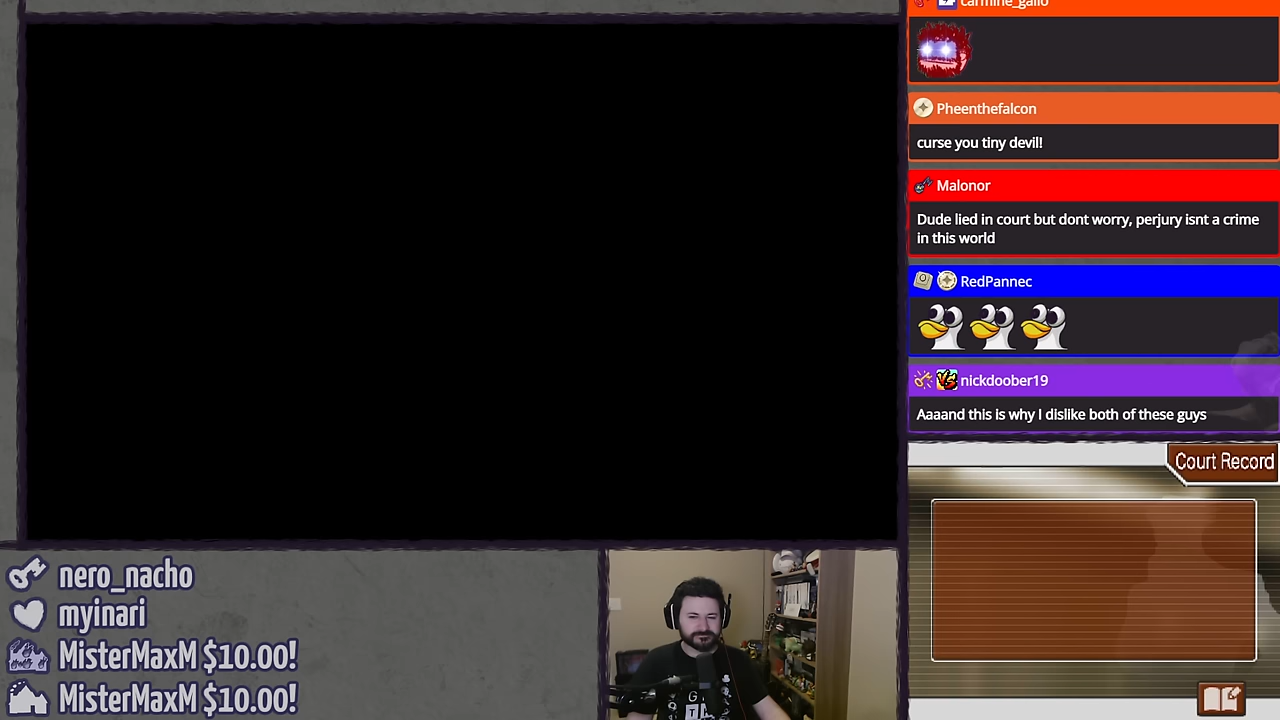 carmine_gallo
Pheenthefalcon
curse you tiny devil!
Malonor
Dude lied in court but dont worry, perjury isnt a crime
in this world
RedPannec
nickdoober19
Aaaand this is why I dislike both of these guys
Court Record
nero_nacho
myinari
MisterMaxM $10.00!
MisterMaxM $10.00!